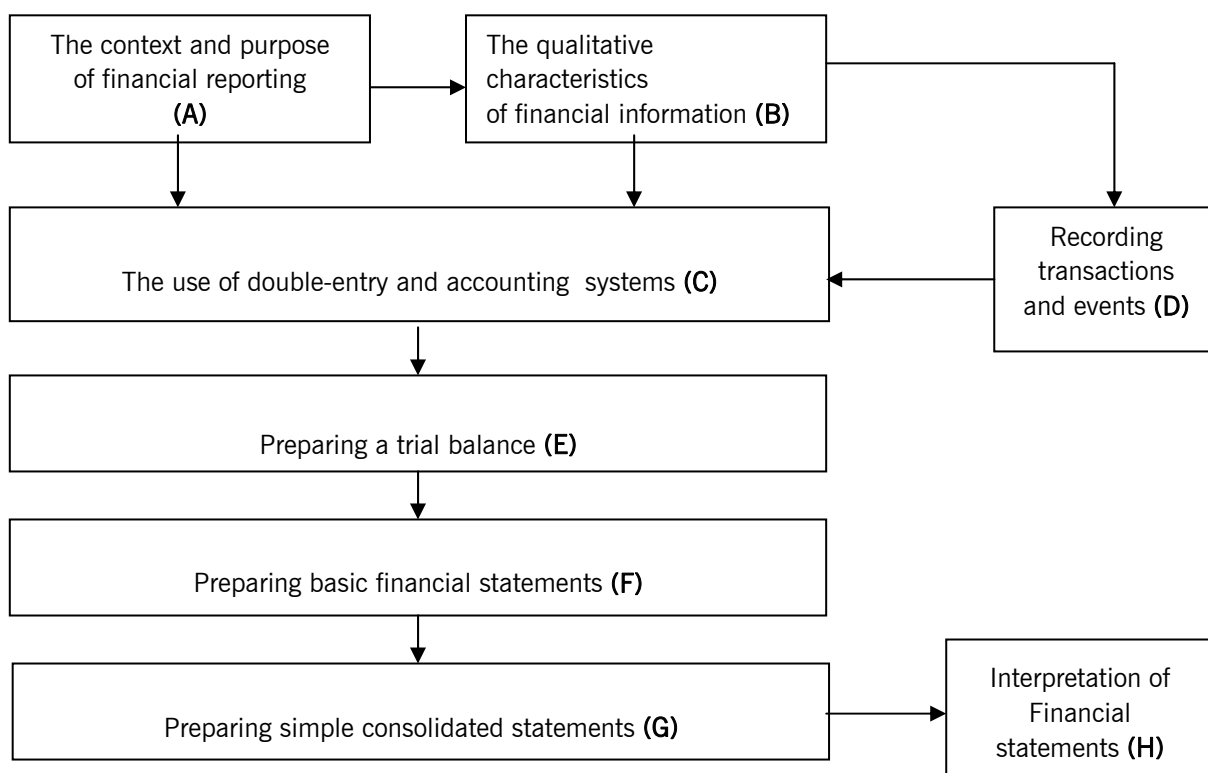 The context and purpose
of financial reporting
(A)
The qualitative
characteristics
of financial information (B)
The use of double-entry and accounting systems (C)
Recording
transactions
and events (D)
Preparing a trial balance (E)
Preparing basic financial statements (F)
Preparing simple consolidated statements (G)
Interpretation of
Financial
statements (H)